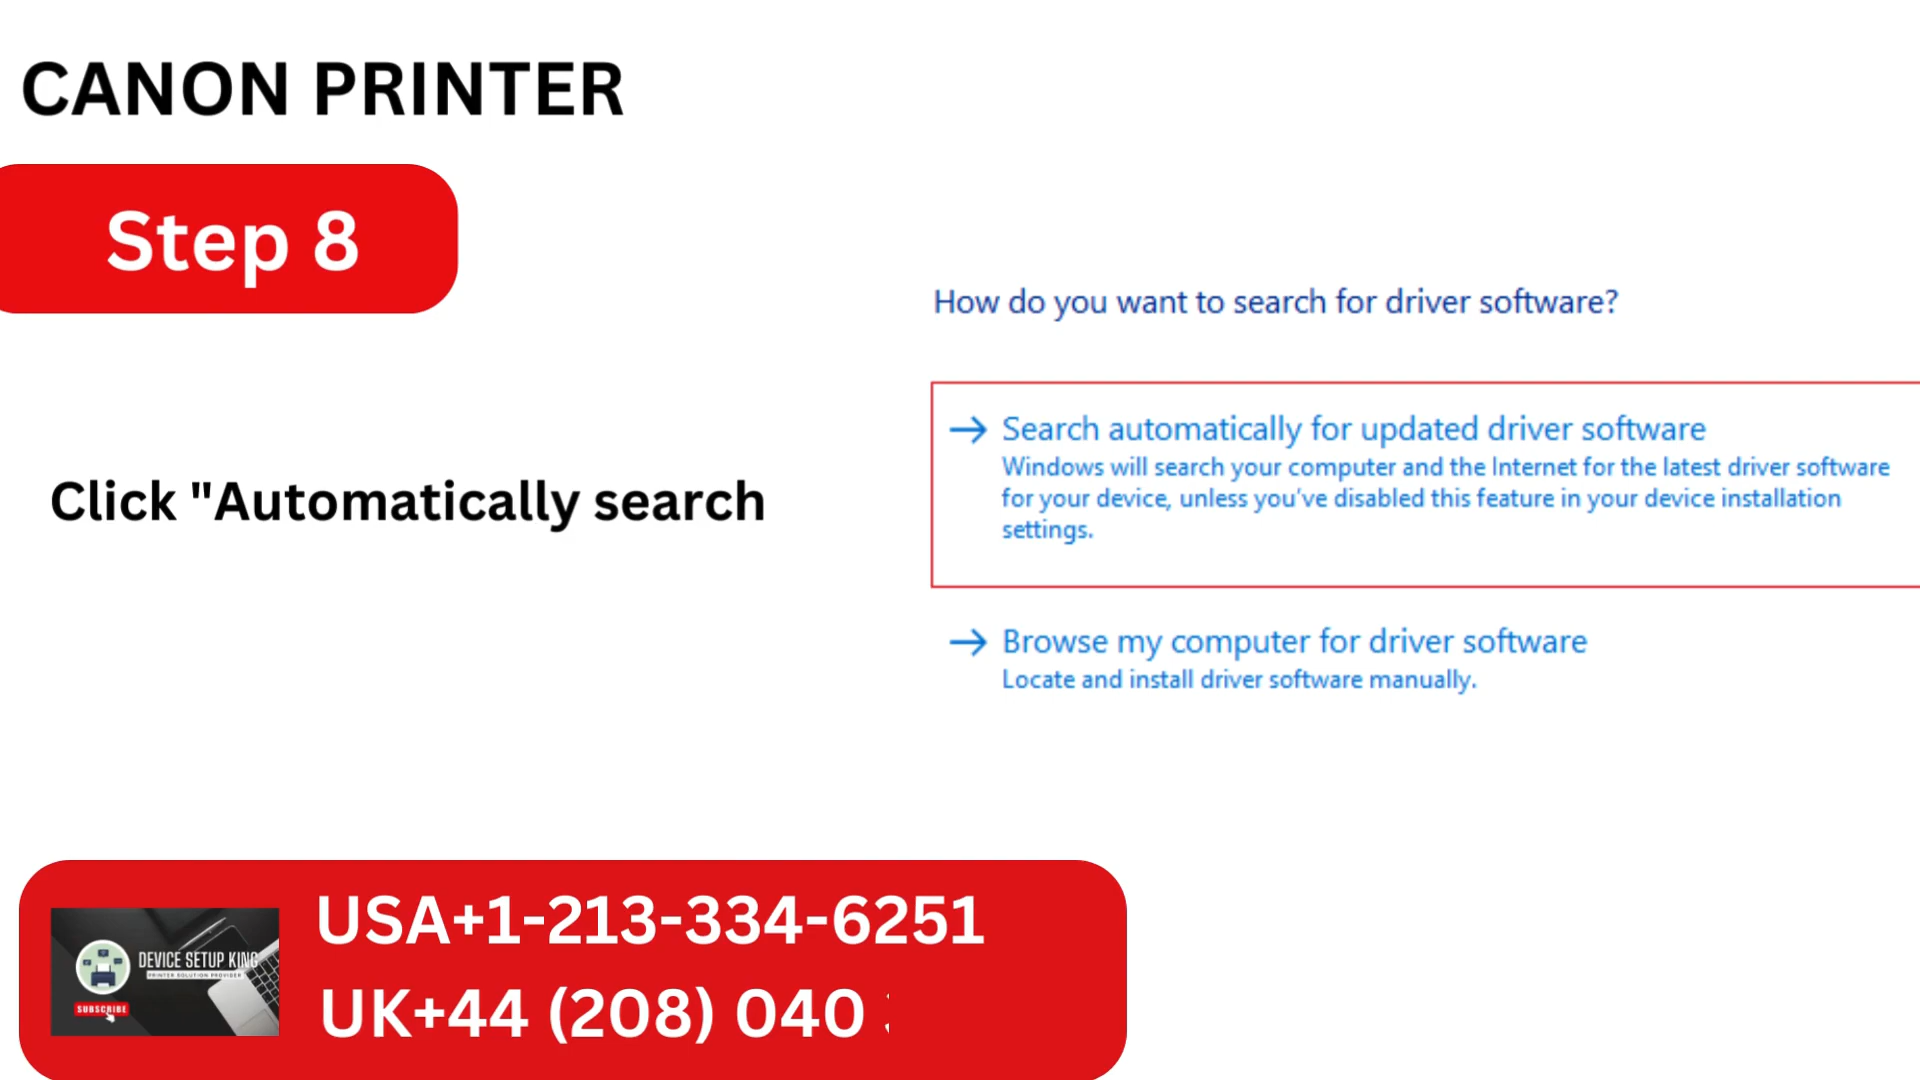 CANON PRINTER
Step 8
Click "Automatically search
How do you want to search for driver software?
Search automatically for updated driver software
Windows will search your computer and the Internet for the latest driver software
for your device, unless you've disabled this feature in your device installation
settings.
Browse my computer for driver software
Locate and install driver software manually.
USA+1-213-334-6251
UK+44 (208) 040
DEVICE SETUP KING
PRINTER SOLUTION PROVIDER
SUBSCRIBE